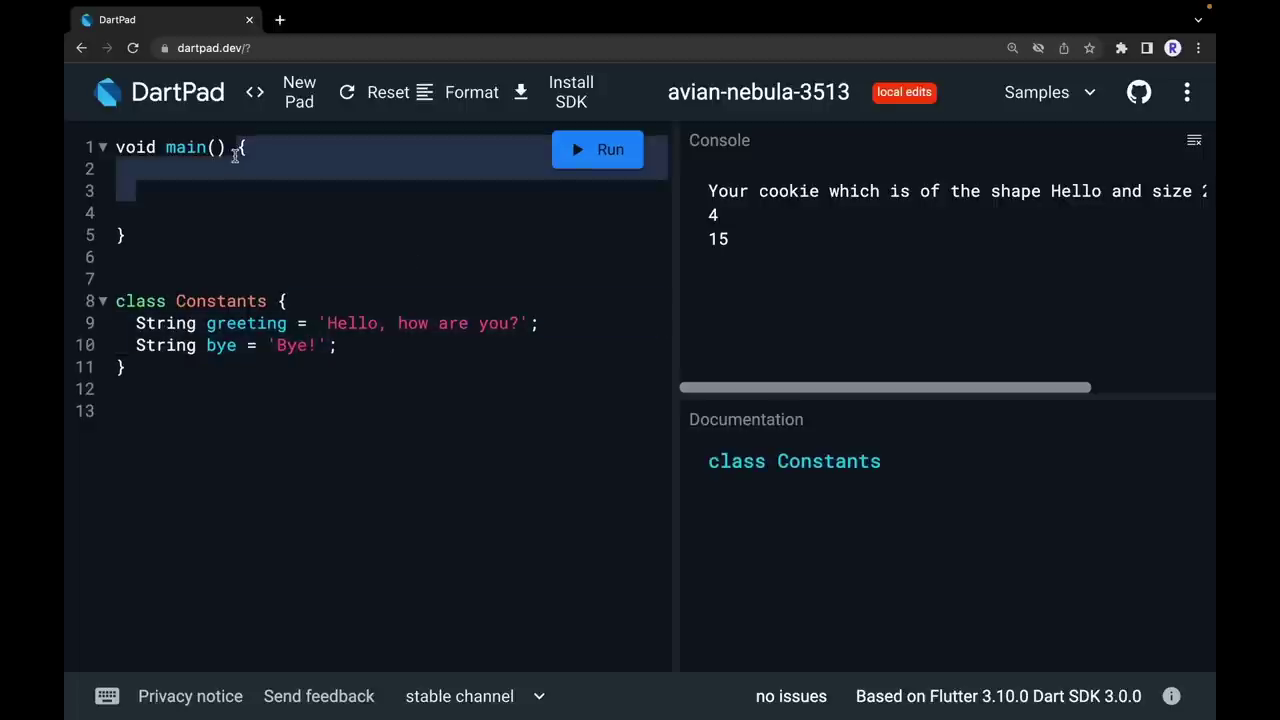 DartPad
dartpad.dev/?
R
DartPad
<> New Pad
Reset
Format
Install SDK
avian-nebula-3513
local edits
Samples
1 void main() {
2
3
4
5 }
6
7
8 class Constants {
9 String greeting = 'Hello, how are you?';
10 String bye = 'Bye!';
11 }
12
13
Run
Console
Your cookie which is of the shape Hello and size 2
4
15
Documentation
class Constants
Privacy notice
Send feedback
stable channel
no issues
Based on Flutter 3.10.0 Dart SDK 3.0.0